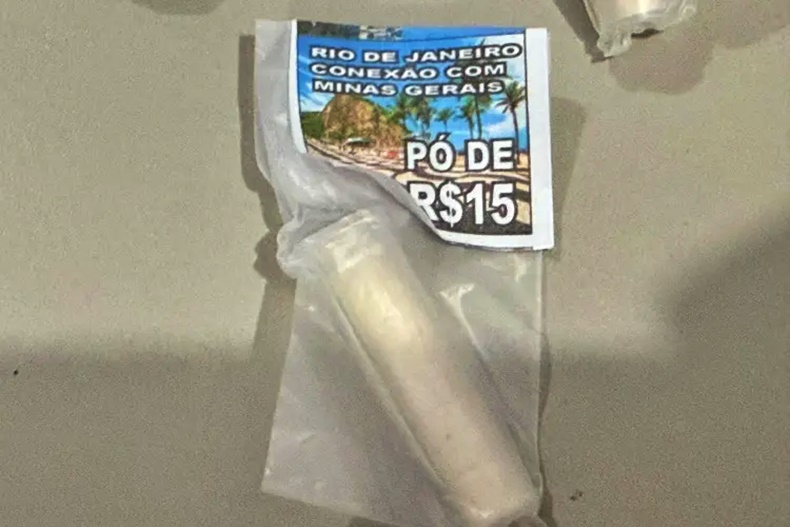 RIO DE JANEIRO
CONEXÃO COM
MINAS GERAIS
PÓ DE
R$15